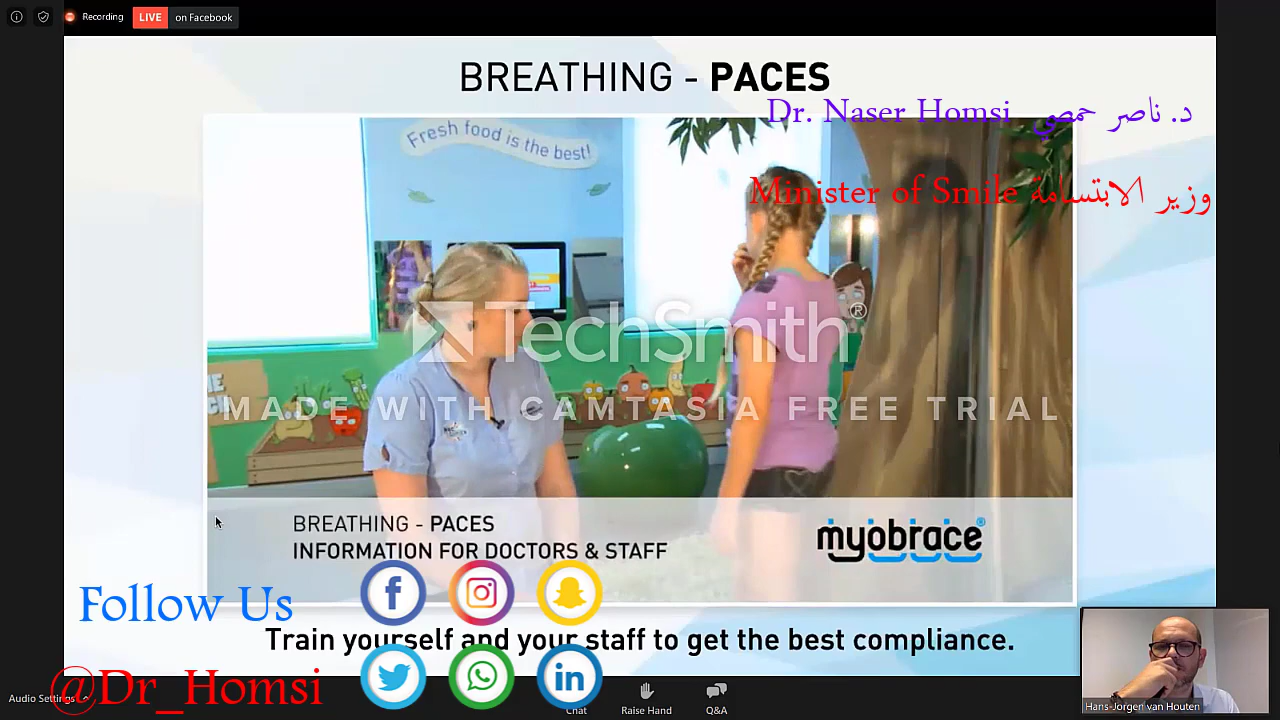 Recording
LIVE on Facebook
BREATHING - PACES
Dr. Naser Homsi د. ناصر حمصي
Fresh food is the best!
Minister of Smile وزير الابتسامة
TechSmith®
MADE WITH CAMTASIA FREE TRIAL
BREATHING - PACES
INFORMATION FOR DOCTORS & STAFF
myobrace®
Follow Us
Train yourself and your staff to get the best compliance.
@Dr_Homsi
Audio Settings
Chat
Raise Hand
Q&A
Hans-Jörgen van Houten